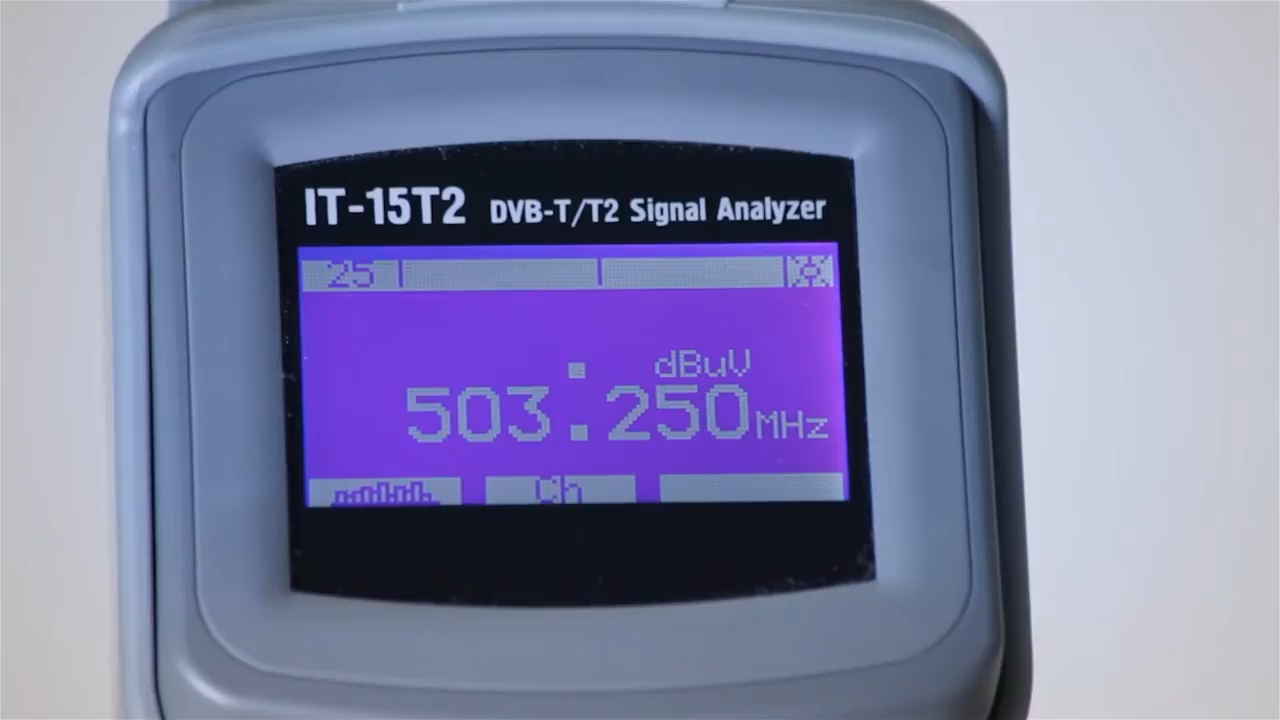 IT-15T2 DVB-T/T2 Signal Analyzer
25
. dBuV
503.250MHz
Ch